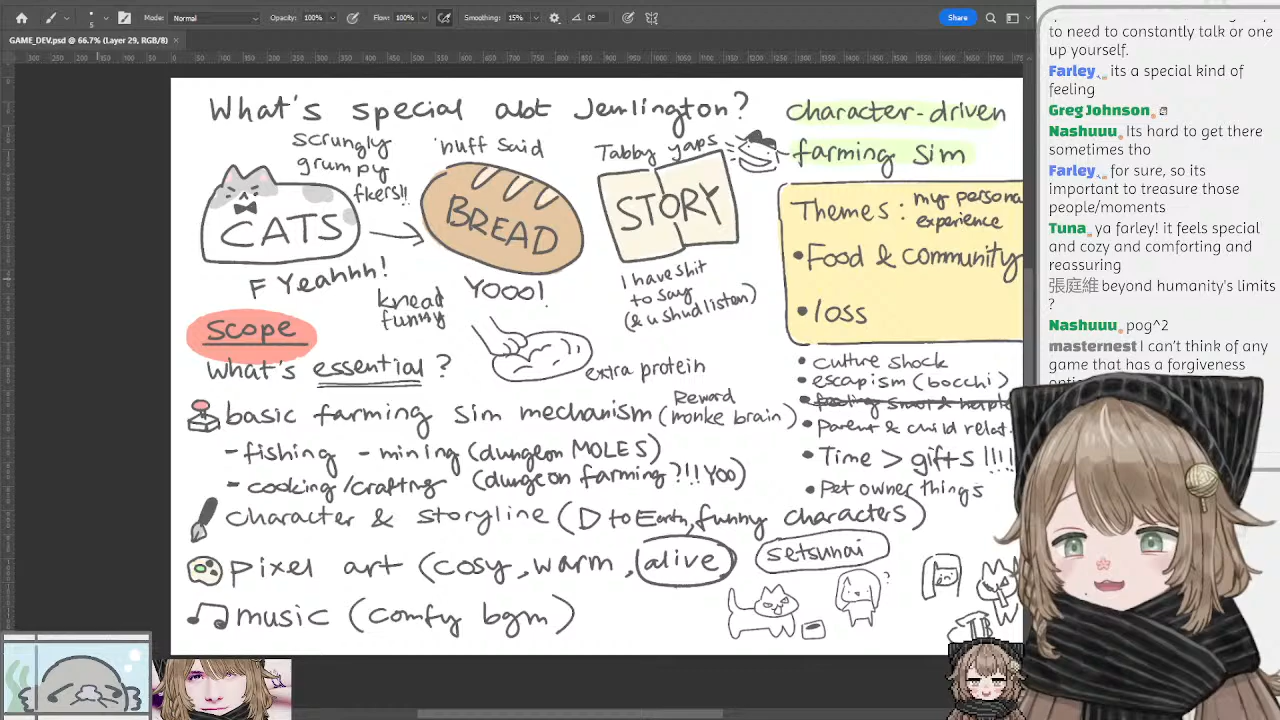 Mode: Normal Opacity: 100% Flow: 100% Smoothing: 15% 0° Share
5
GAME_DEV.psd @ 66.7% (Layer 29, RGB/8)
What's special abt Jemlington?
scrungly
grumpy
fkers!!
CATS
F Yeahhh!
'nuff said
BREAD
YOOO!
knead
funny
extra protein
Tabby yaps
STORY
I have shit
to say
(& u shud listen)
character-driven
farming sim
Themes: my persona
experience
• Food & community
• loss
• culture shock
• escapism (bocchi)
• Parent & child relat.
• Time > gifts !!!!
• Pet owner things
scope
What's essential?
basic farming sim mechanism (Reward
monke brain)
- fishing - mining (dungeon MOLES)
- cooking/crafting (dungeon farming?!! YOO)
character & storyline (D to Earth, funny characters)
pixel art (cosy, warm, alive)
setsunai
music (comfy bgm)
to need to constantly talk or one
up yourself.
Farley its a special kind of
feeling
Greg Johnson
Nashuuu Its hard to get there
sometimes tho
Farley for sure, so its
important to treasure those
people/moments
Tuna ya farley! it feels special
and cozy and comforting and
reassuring
張庭維 beyond humanity's limits
?
Nashuuu pog^2
masternest I can't think of any
game that has a forgiveness